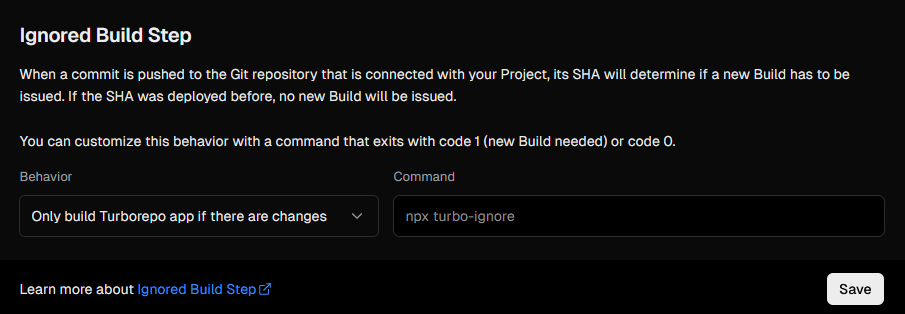 Ignored Build Step
When a commit is pushed to the Git repository that is connected with your Project, its SHA will determine if a new Build has to be
issued. If the SHA was deployed before, no new Build will be issued.
You can customize this behavior with a command that exits with code 1 (new Build needed) or code 0.
Behavior
Command
Only build Turborepo app if there are changes
npx turbo-ignore
Learn more about Ignored Build Step
Save